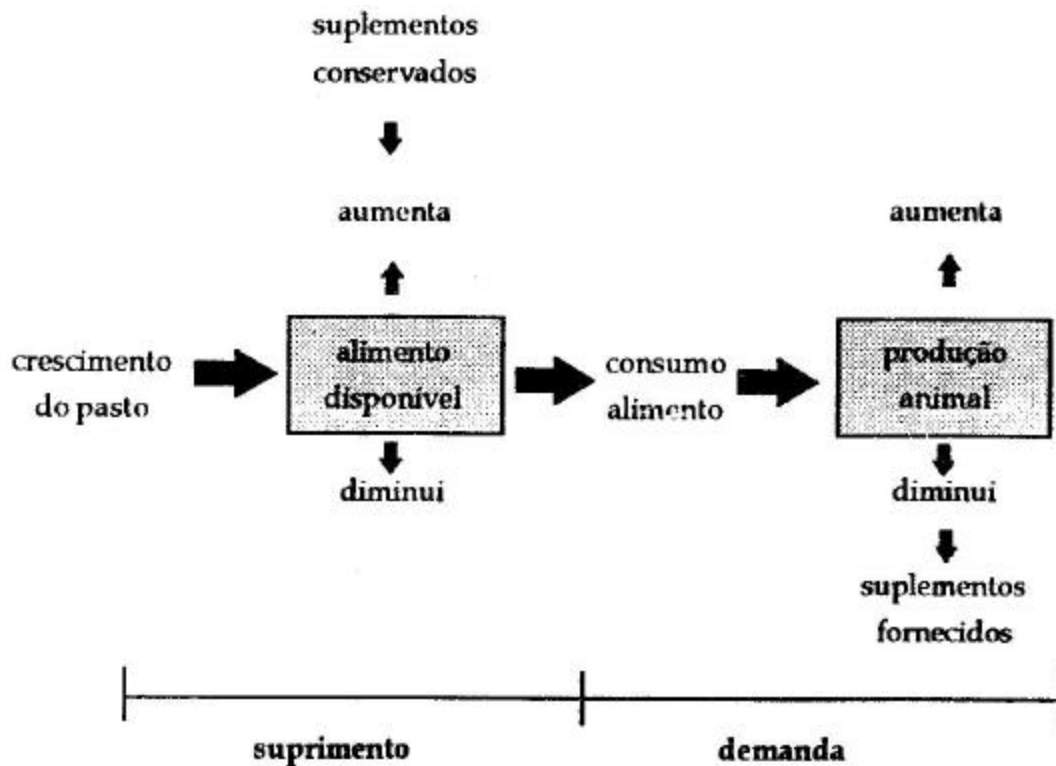 suplementos
conservados
aumenta
aumenta
crescimento
do pasto
alimento
disponível
consumo
alimento
produção
animal
diminui
diminui
suplementos
fornecidos
suprimento
demanda